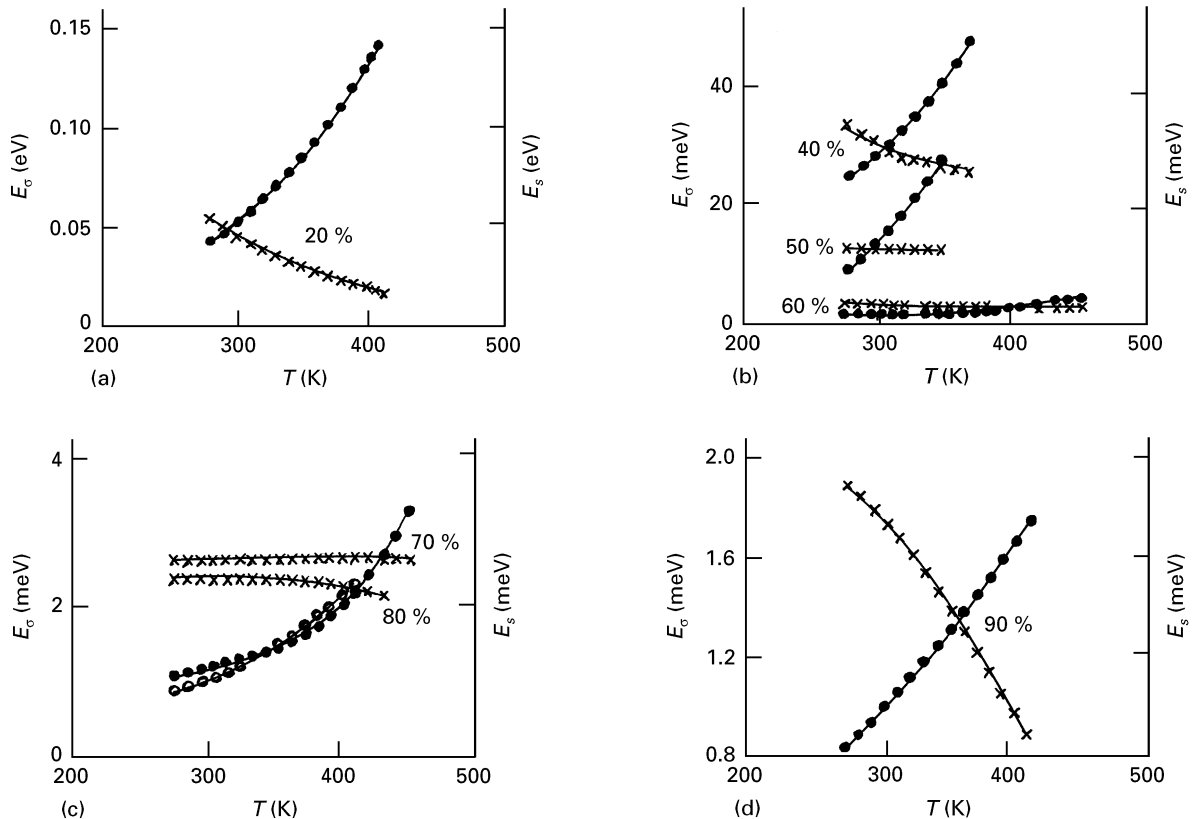 0.15
0.10
0.05
0
E_σ (eV)
E_s (eV)
20 %
200 300 400 500
(a) T (K)
40
20
0
E_σ (meV)
E_s (meV)
40 %
50 %
60 %
200 300 400 500
(b) T (K)
4
2
0
E_σ (meV)
E_s (meV)
70 %
80 %
200 300 400 500
(c) T (K)
2.0
1.6
1.2
0.8
E_σ (meV)
E_s (meV)
90 %
200 300 400 500
(d) T (K)